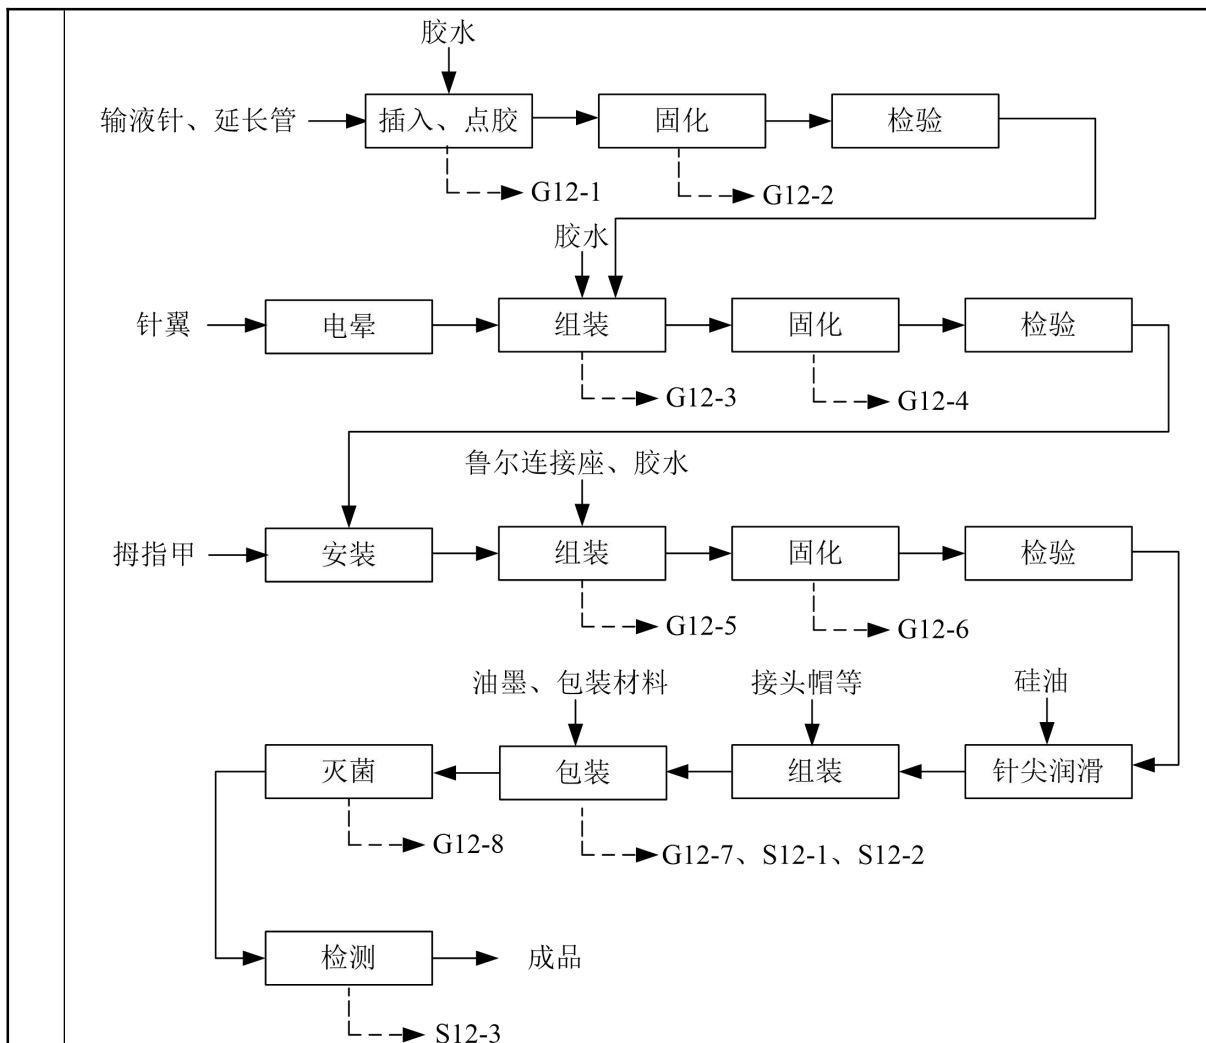 胶水
输液针、延长管
插入、点胶
固化
检验
G12-1
G12-2
胶水
针翼
电晕
组装
固化
检验
G12-3
G12-4
鲁尔连接座、胶水
拇指甲
安装
组装
固化
检验
G12-5
G12-6
油墨、包装材料
接头帽等
硅油
灭菌
包装
组装
针尖润滑
G12-8
G12-7、S12-1、S12-2
检测
成品
S12-3